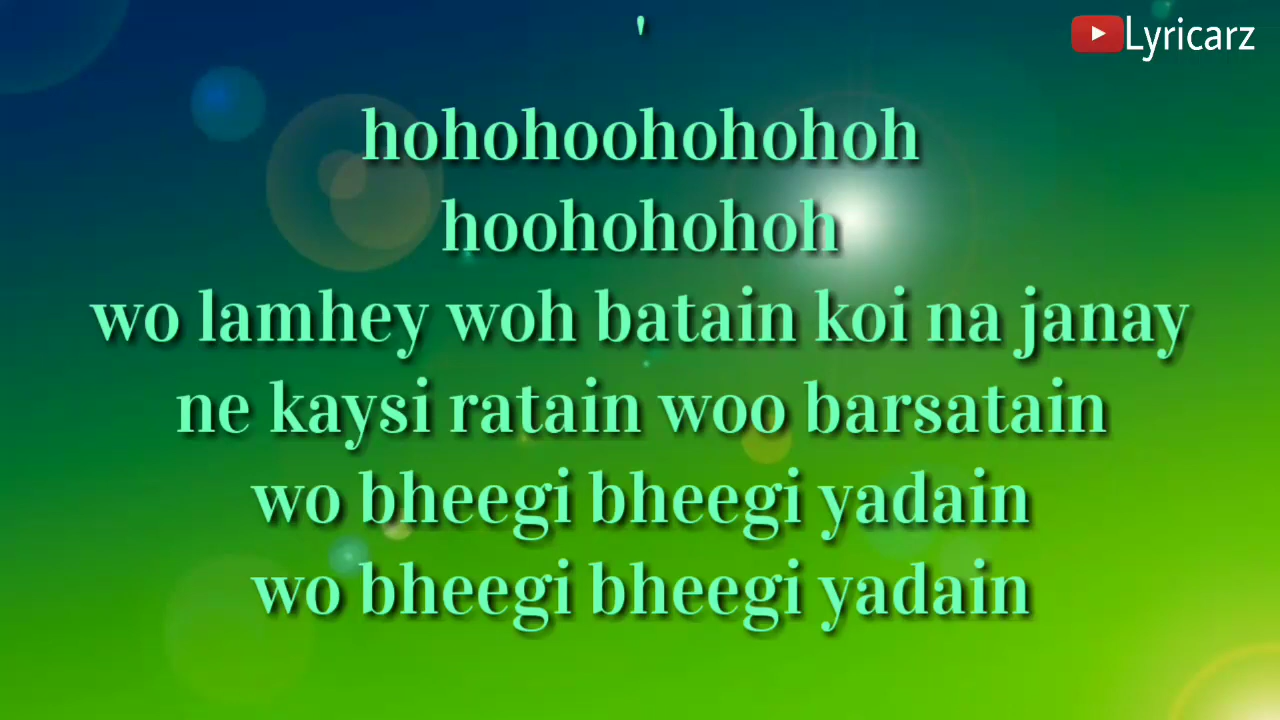 '
Lyricarz
hohohoohohohoh
hoohohohoh
wo lamhey woh batain koi na janay
ne kaysi ratain woo barsatain
wo bheegi bheegi yadain
wo bheegi bheegi yadain